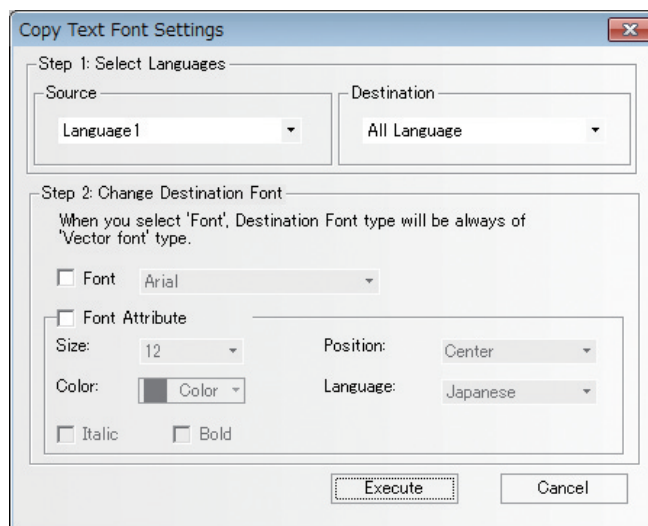 Copy Text Font Settings
Step 1: Select Languages
Source
Destination
Language1
All Language
Step 2: Change Destination Font
When you select 'Font', Destination Font type will be always of
'Vector font' type.
Font Arial
Font Attribute
Size: 12 Position: Center
Color: Color Language: Japanese
Italic Bold
Execute Cancel